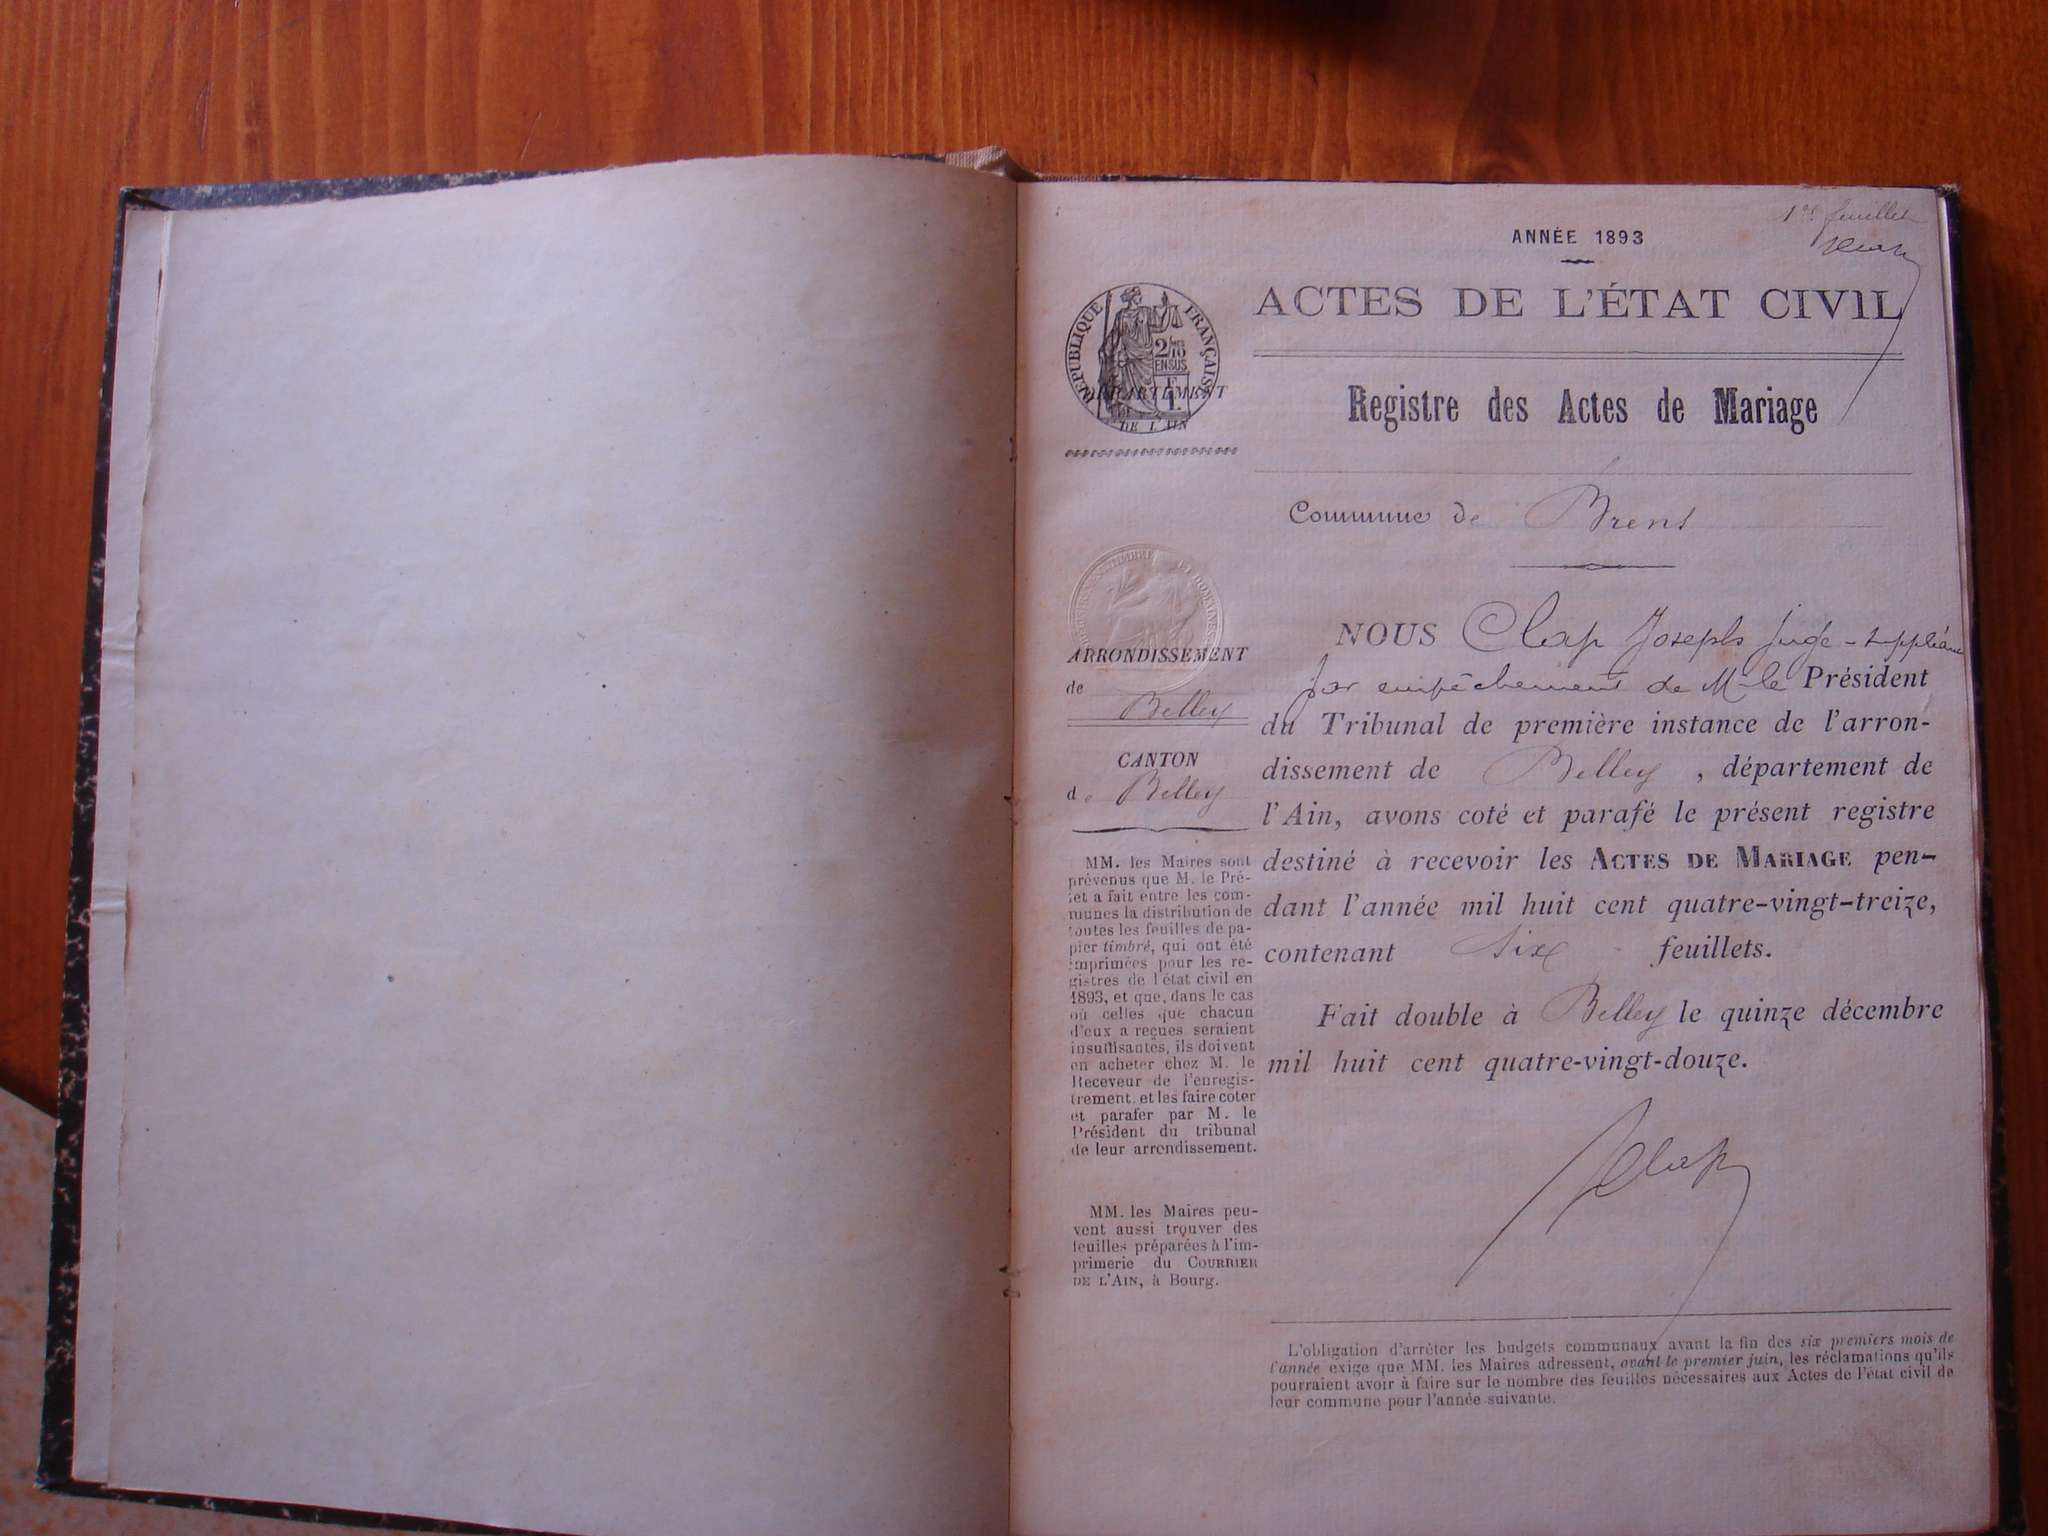 1er feuillet
Clap
ANNÉE 1893
ACTES DE L'ÉTAT CIVIL
RÉPUBLIQUE FRANÇAISE
2/10
EN SUS
DÉPARTEMENT
DE L'AIN
Registre des Actes de Mariage
Commune de Brens
NOUS Clap Joseph Juge-suppléant
par empêchement de M. le Président
du Tribunal de première instance de l'arron-
dissement de Belley, département de
l'Ain, avons coté et parafé le présent registre
destiné à recevoir les ACTES DE MARIAGE pen-
dant l'année mil huit cent quatre-vingt-treize,
contenant six feuillets.
Fait double à Belley le quinze décembre
mil huit cent quatre-vingt-douze.
Clap
ARRONDISSEMENT
de
Belley
CANTON
de Belley
MM. les Maires sont
prévenus que M. le Pré-
fet a fait entre les com-
munes la distribution de
toutes les feuilles de pa-
pier timbré, qui ont été
imprimées pour les re-
gistres de l'état civil en
1893, et que, dans le cas
où celles que chacun
d'eux a reçues seraient
insuffisantes, ils doivent
en acheter chez M. le
Receveur de l'enregis-
trement, et les faire coter
et parafer par M. le
Président du tribunal
de leur arrondissement.
MM. les Maires peu-
vent aussi trouver des
feuilles préparées à l'im-
primerie du COURRIER
DE L'AIN, à Bourg.
L'obligation d'arrêter les budgets communaux avant la fin des six premiers mois de
l'année exige que MM. les Maires adressent, avant le premier juin, les réclamations qu'ils
pourraient avoir à faire sur le nombre des feuilles nécessaires aux Actes de l'état civil de
leur commune pour l'année suivante.